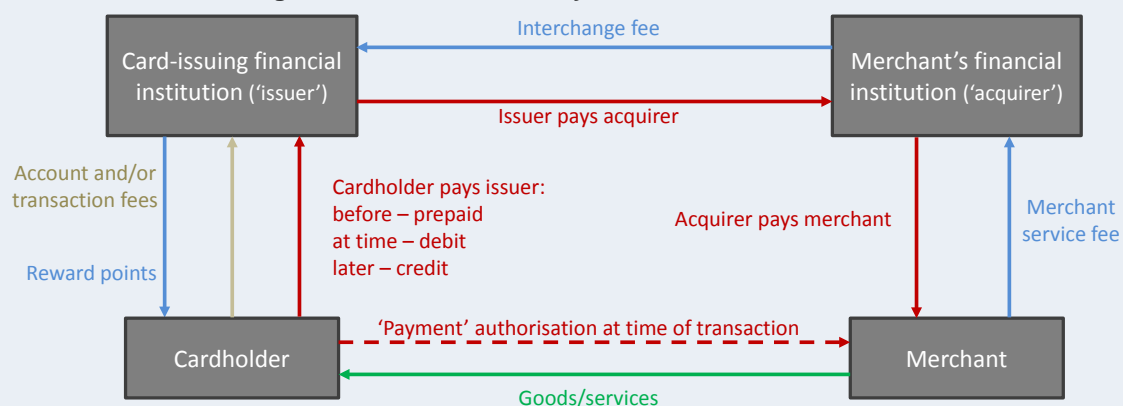 Interchange fee
Card-issuing financial
institution (‘issuer’)
Merchant’s financial
institution (‘acquirer’)
Issuer pays acquirer
Account and/or
transaction fees
Cardholder pays issuer:
before – prepaid
at time – debit
later – credit
Acquirer pays merchant
Merchant
service fee
Reward points
‘Payment’ authorisation at time of transaction
Cardholder
Merchant
Goods/services